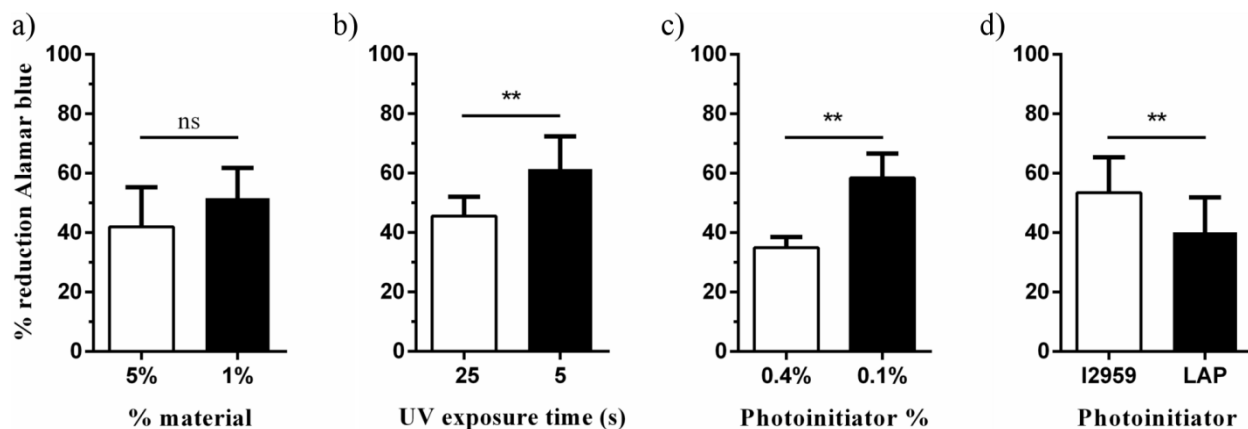 a)
% reduction Alamar blue
100
80
60
40
20
0
ns
5% 1%
% material
b)
100
80
60
40
20
0
**
25 5
UV exposure time (s)
c)
100
80
60
40
20
0
**
0.4% 0.1%
Photoinitiator %
d)
100
80
60
40
20
0
**
I2959 LAP
Photoinitiator